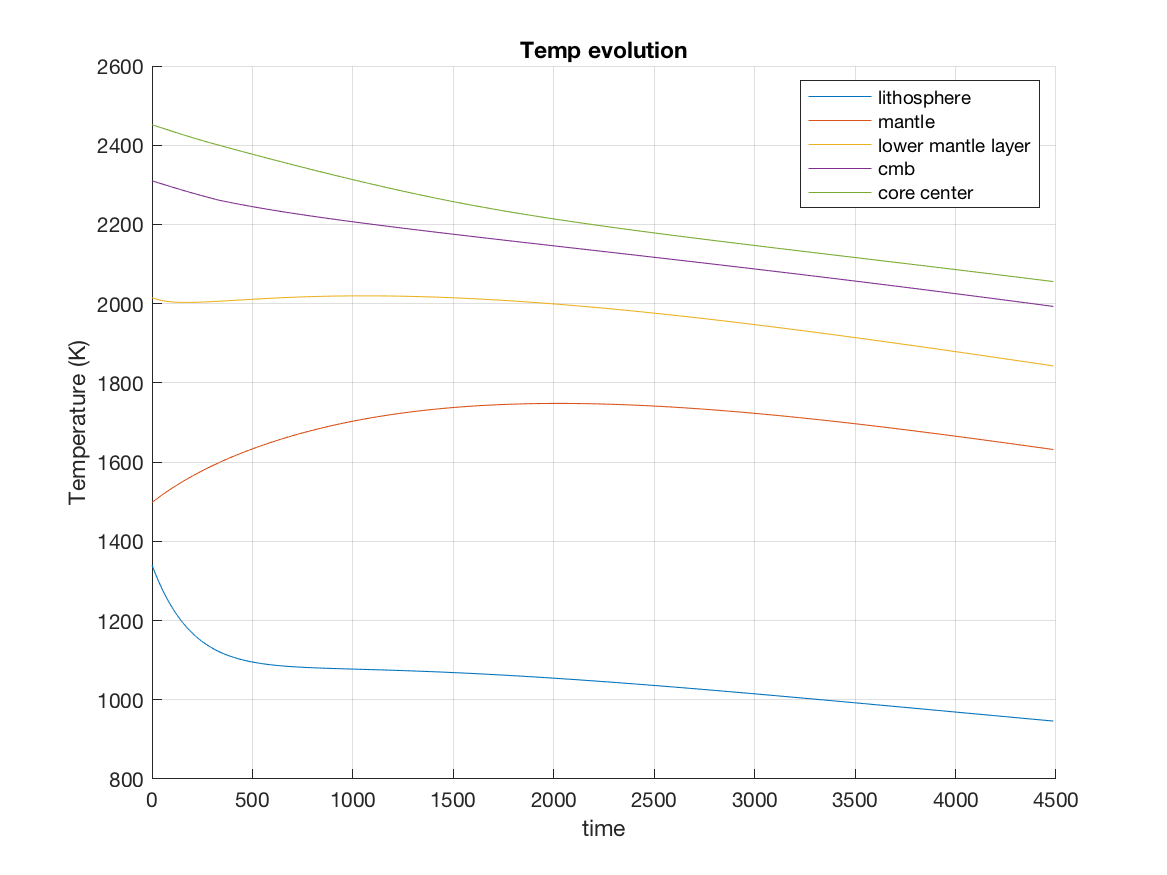 Temp evolution
2600
2400
2200
2000
1800
1600
1400
1200
1000
800
Temperature (K)
lithosphere
mantle
lower mantle layer
cmb
core center
0 500 1000 1500 2000 2500 3000 3500 4000 4500
time